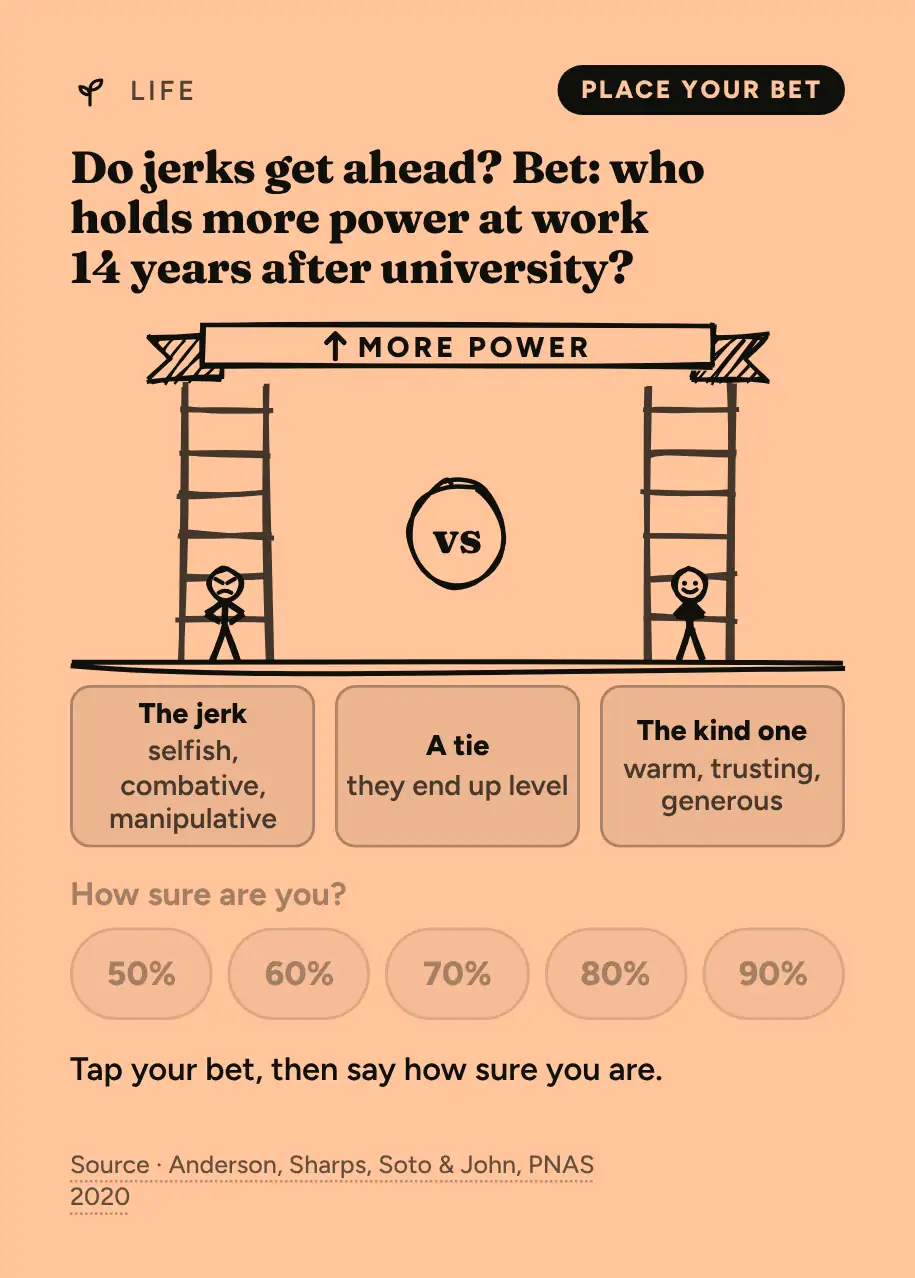 LIFE
PLACE YOUR BET
Do jerks get ahead? Bet: who
holds more power at work
14 years after university?
↑ MORE POWER
vs
The jerk
selfish,
combative,
manipulative
A tie
they end up level
The kind one
warm, trusting,
generous
How sure are you?
50%
60%
70%
80%
90%
Tap your bet, then say how sure you are.
Source · Anderson, Sharps, Soto & John, PNAS
2020